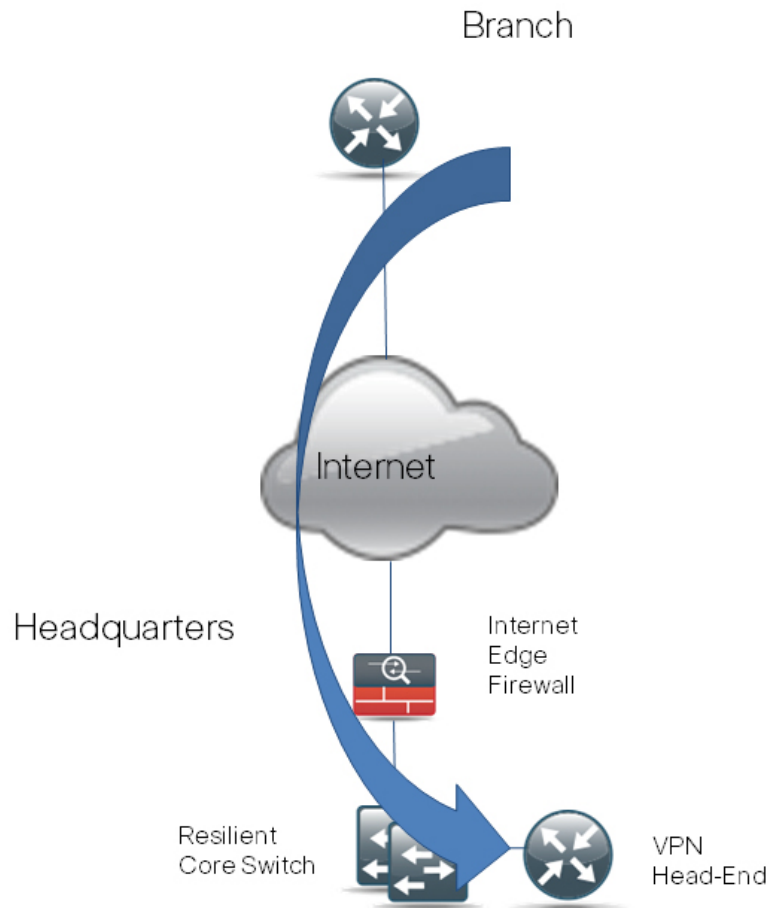 Branch
Internet
Headquarters
Internet
Edge
Firewall
Resilient
Core Switch
VPN
Head-End